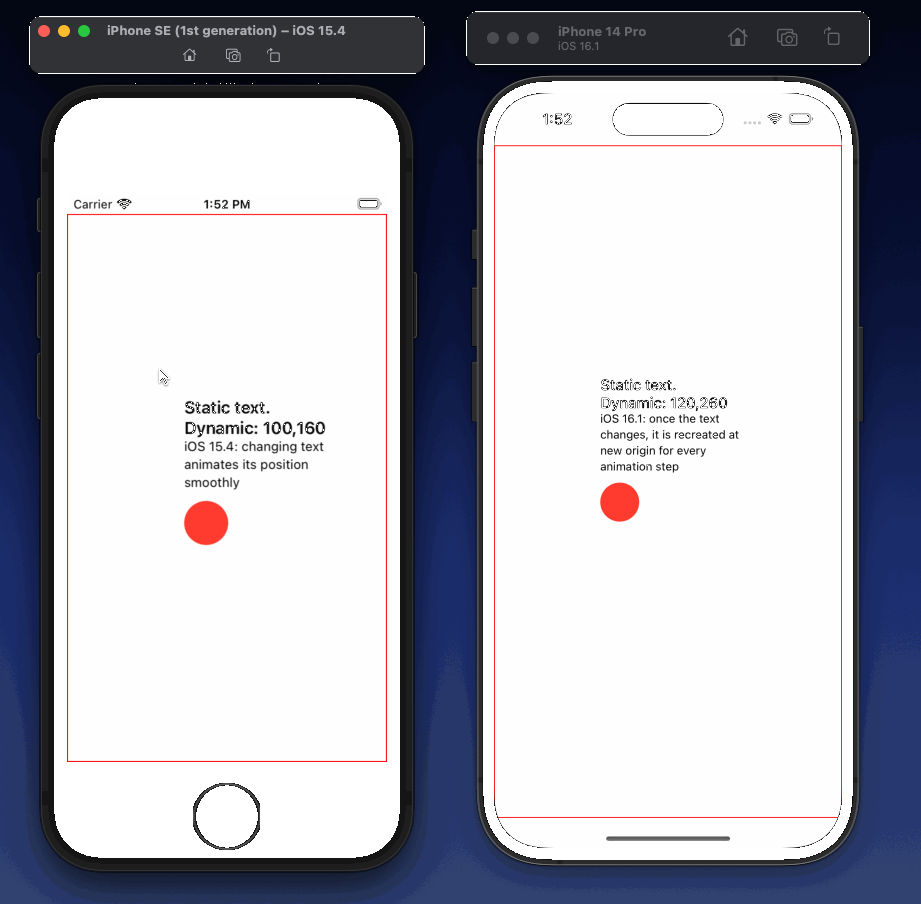 iPhone SE (1st generation) – iOS 15.4
Carrier
1:52 PM
Static text.
Dynamic: 100,160
iOS 15.4: changing text
animates its position
smoothly
iPhone 14 Pro
iOS 16.1
1:52
Static text.
Dynamic: 120,260
iOS 16.1: once the text
changes, it is recreated at
new origin for every
animation step